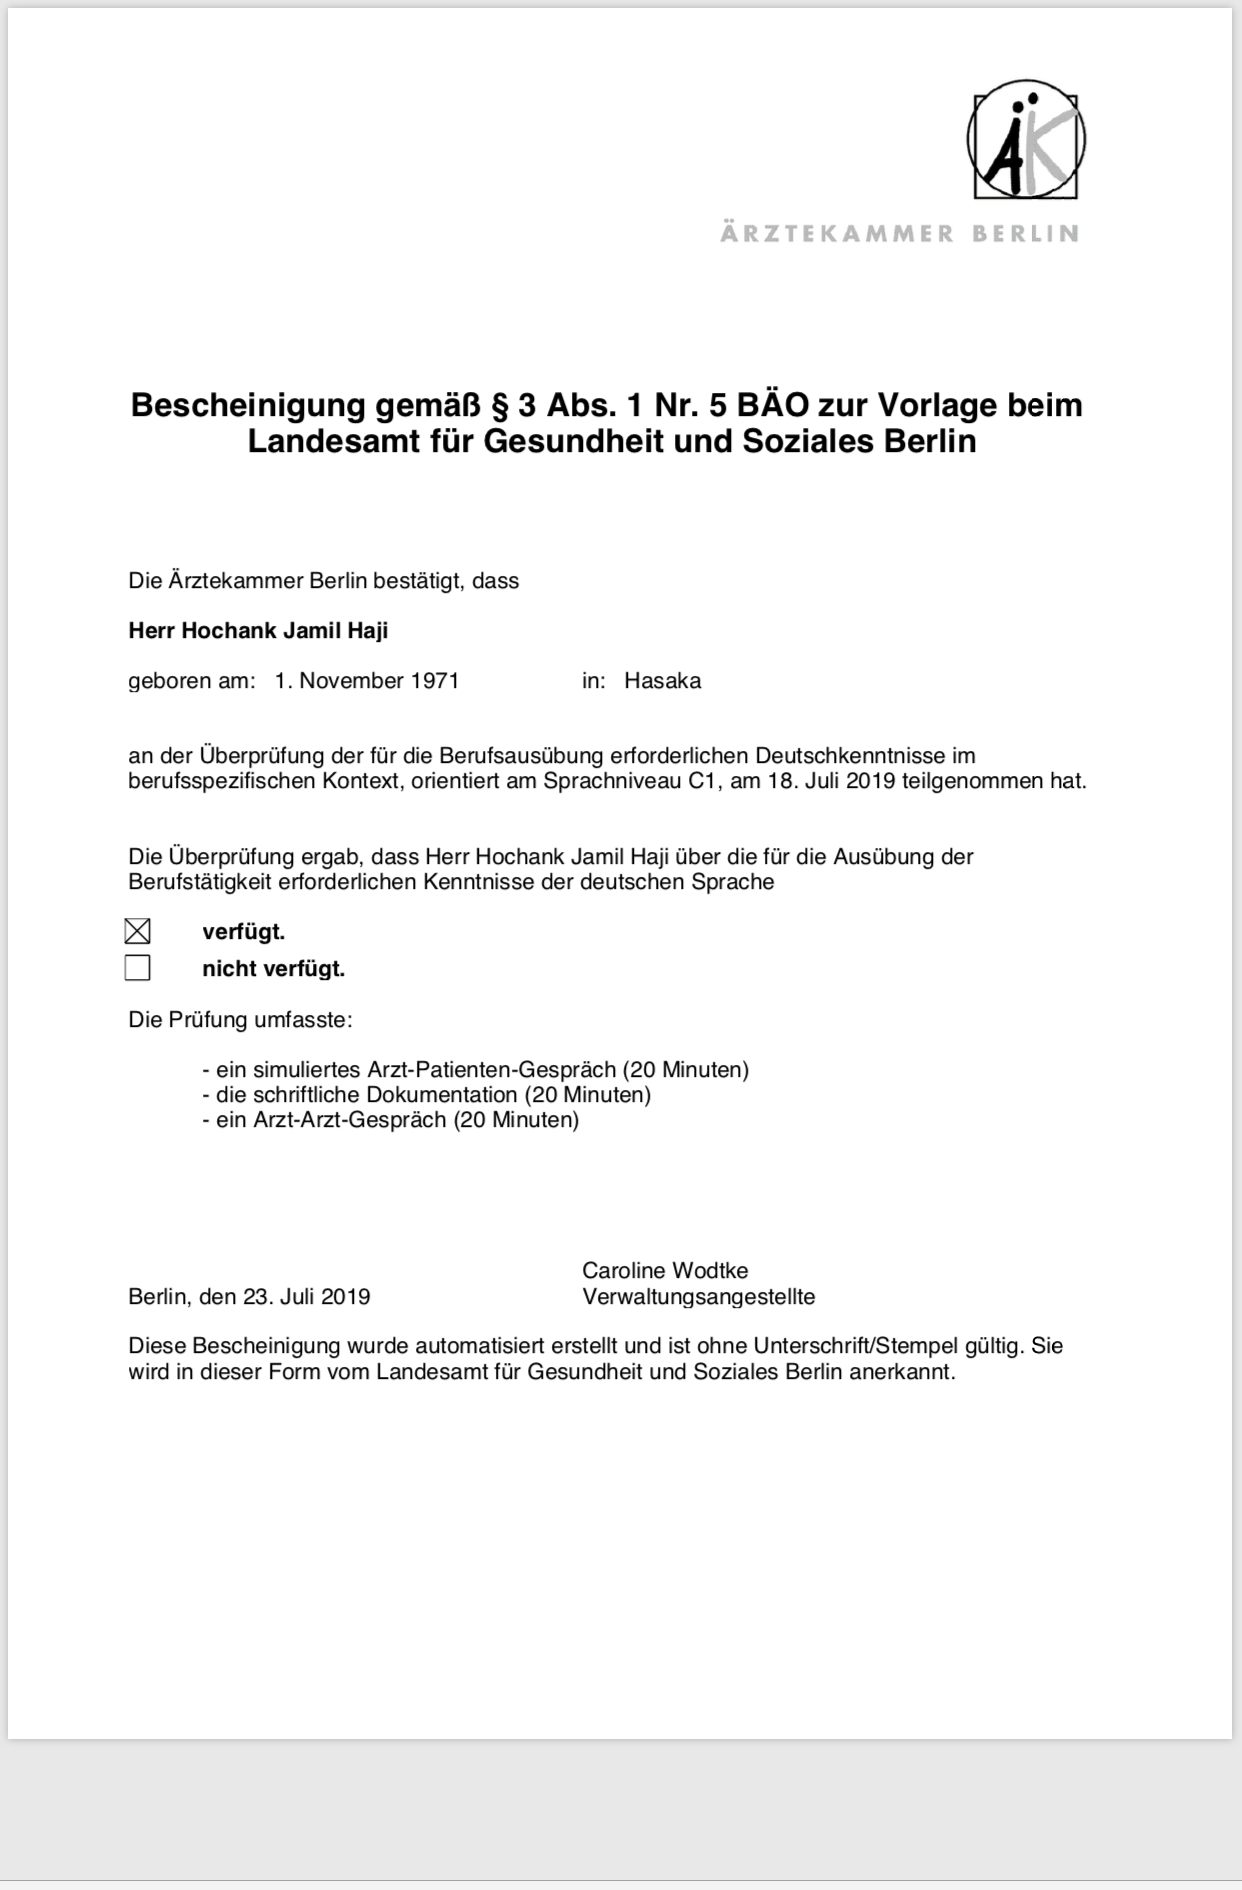 ÄK
ÄRZTEKAMMER BERLIN
Bescheinigung gemäß § 3 Abs. 1 Nr. 5 BÄO zur Vorlage beim
Landesamt für Gesundheit und Soziales Berlin
Die Ärztekammer Berlin bestätigt, dass
Herr Hochank Jamil Haji
geboren am: 1. November 1971 in: Hasaka
an der Überprüfung der für die Berufsausübung erforderlichen Deutschkenntnisse im
berufsspezifischen Kontext, orientiert am Sprachniveau C1, am 18. Juli 2019 teilgenommen hat.
Die Überprüfung ergab, dass Herr Hochank Jamil Haji über die für die Ausübung der
Berufstätigkeit erforderlichen Kenntnisse der deutschen Sprache
☒ verfügt.
☐ nicht verfügt.
Die Prüfung umfasste:
- ein simuliertes Arzt-Patienten-Gespräch (20 Minuten)
- die schriftliche Dokumentation (20 Minuten)
- ein Arzt-Arzt-Gespräch (20 Minuten)
Caroline Wodtke
Berlin, den 23. Juli 2019 Verwaltungsangestellte
Diese Bescheinigung wurde automatisiert erstellt und ist ohne Unterschrift/Stempel gültig. Sie
wird in dieser Form vom Landesamt für Gesundheit und Soziales Berlin anerkannt.